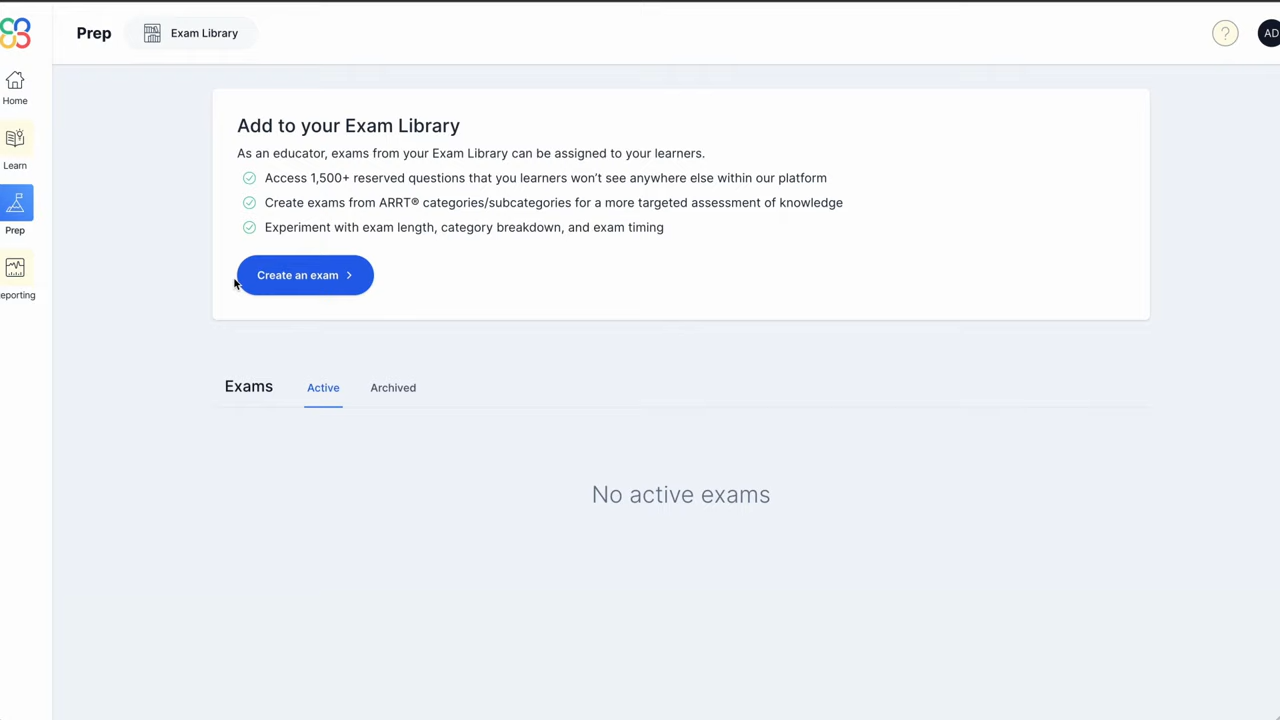 Prep
Exam Library
?
AD
Home
Learn
Prep
eporting
Add to your Exam Library
As an educator, exams from your Exam Library can be assigned to your learners.
Access 1,500+ reserved questions that you learners won't see anywhere else within our platform
Create exams from ARRT® categories/subcategories for a more targeted assessment of knowledge
Experiment with exam length, category breakdown, and exam timing
Create an exam
Exams
Active
Archived
No active exams